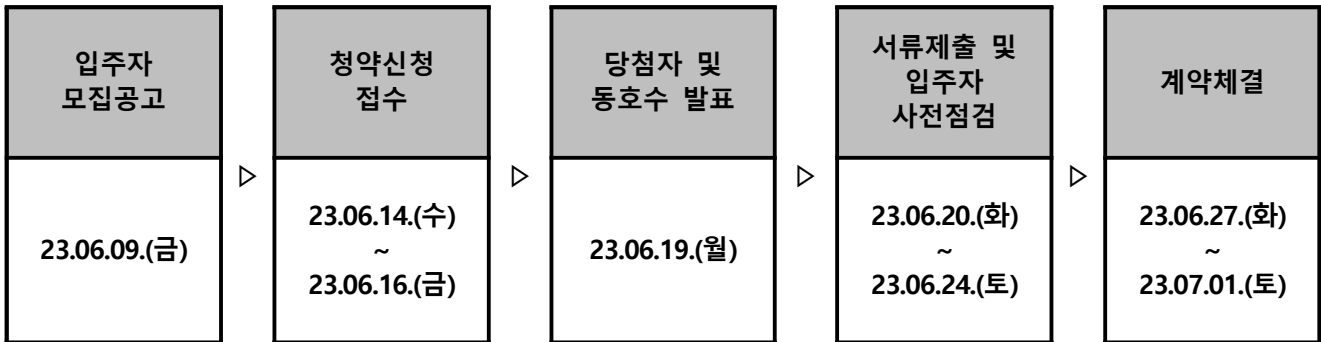 입주자
모집공고
청약신청
접수
당첨자 및
동호수 발표
서류제출 및
입주자
사전점검
계약체결
▷
▷
▷
▷
23.06.09.(금)
23.06.14.(수)
~
23.06.16.(금)
23.06.19.(월)
23.06.20.(화)
~
23.06.24.(토)
23.06.27.(화)
~
23.07.01.(토)